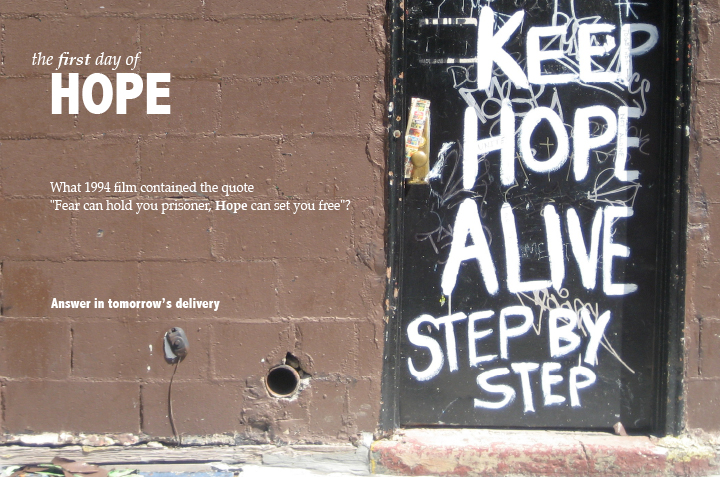 the first day of
HOPE
What 1994 film contained the quote
"Fear can hold you prisoner, Hope can set you free"?
Answer in tomorrow's delivery
KEEP
HOPE
ALIVE
STEP BY
STEP